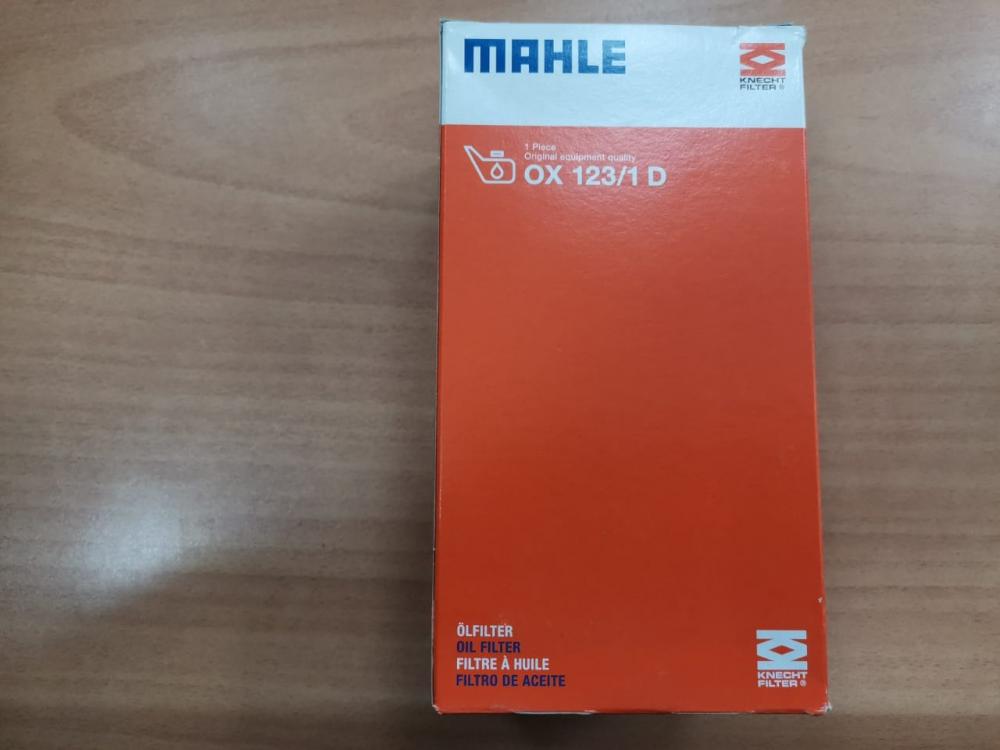 MAHLE
KNECHT
FILTER®
1 Piece
Original equipment quality
OX 123/1 D
ÖLFILTER
OIL FILTER
FILTRE À HUILE
FILTRO DE ACEITE
KNECHT
FILTER®